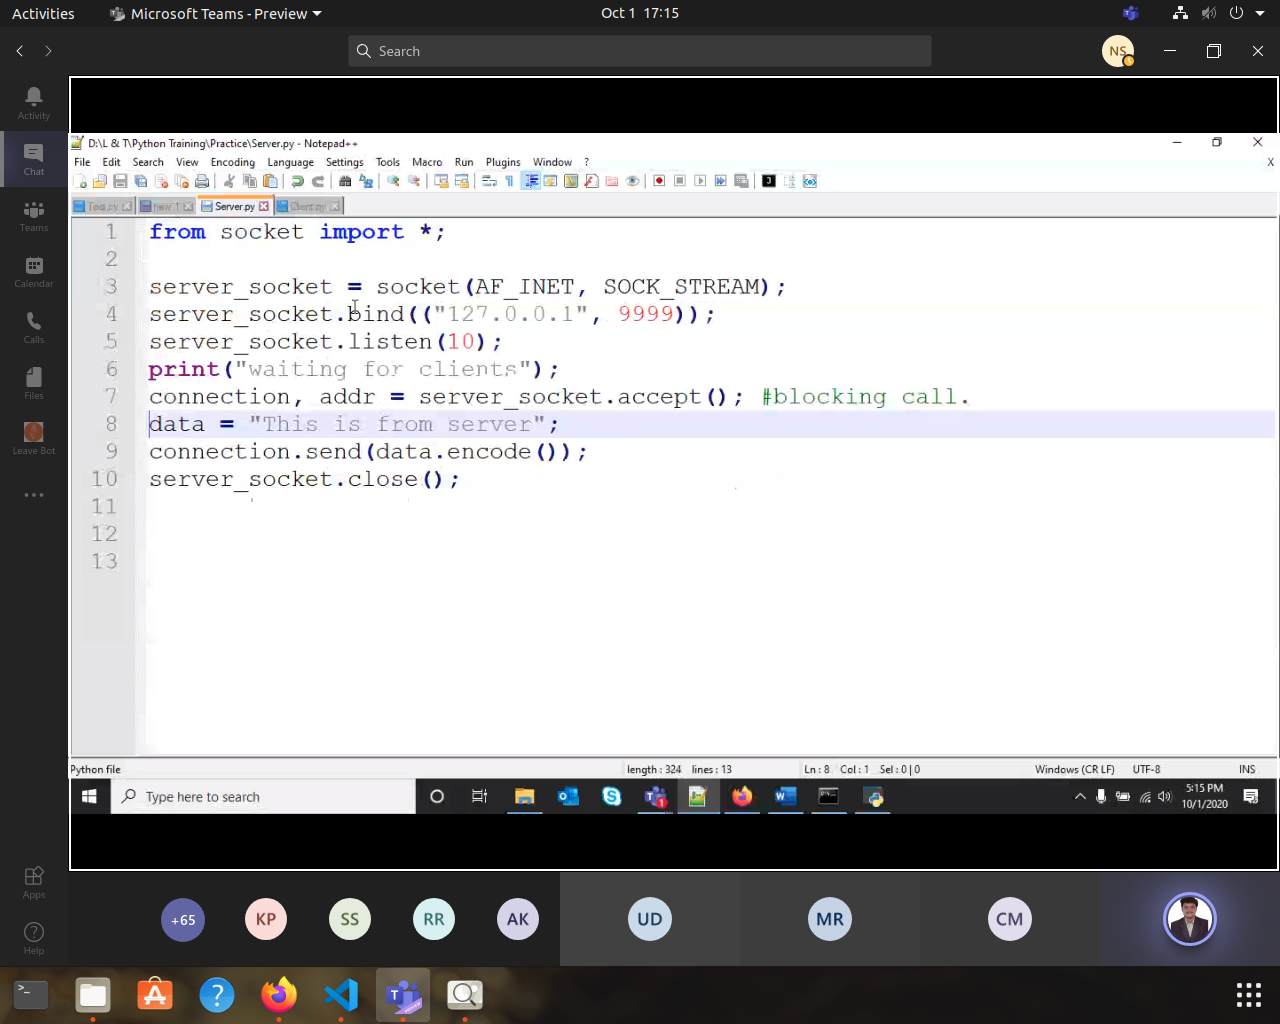 Activities Microsoft Teams - Preview Oct 1 17:15
Search NS
Activity
Chat
Teams
Calendar
Calls
Files
Leave Bot
Apps
Help
D:\L & T\Python Training\Practice\Server.py - Notepad++
File Edit Search View Encoding Language Settings Tools Macro Run Plugins Window ? X
new 1 Server.py Client.py
1 from socket import *;
2
3 server_socket = socket(AF_INET, SOCK_STREAM);
4 server_socket.bind(("127.0.0.1", 9999));
5 server_socket.listen(10);
6 print("waiting for clients");
7 connection, addr = server_socket.accept(); #blocking call.
8 data = "This is from server";
9 connection.send(data.encode());
10 server_socket.close();
11
12
13
Python file length : 324 lines : 13 Ln : 8 Col : 1 Sel : 0 | 0 Windows (CR LF) UTF-8 INS
Type here to search 5:15 PM
10/1/2020
+65 KP SS RR AK UD MR CM